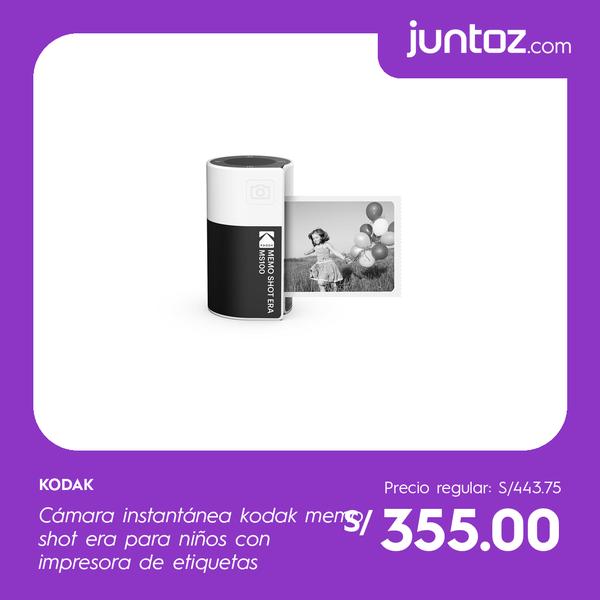 juntoz.com
KODAK
MEMO SHOT ERA
MS100
KODAK
Precio regular: S/443.75
Cámara instantánea kodak memo
shot era para niños con
impresora de etiquetas
S/ 355.00